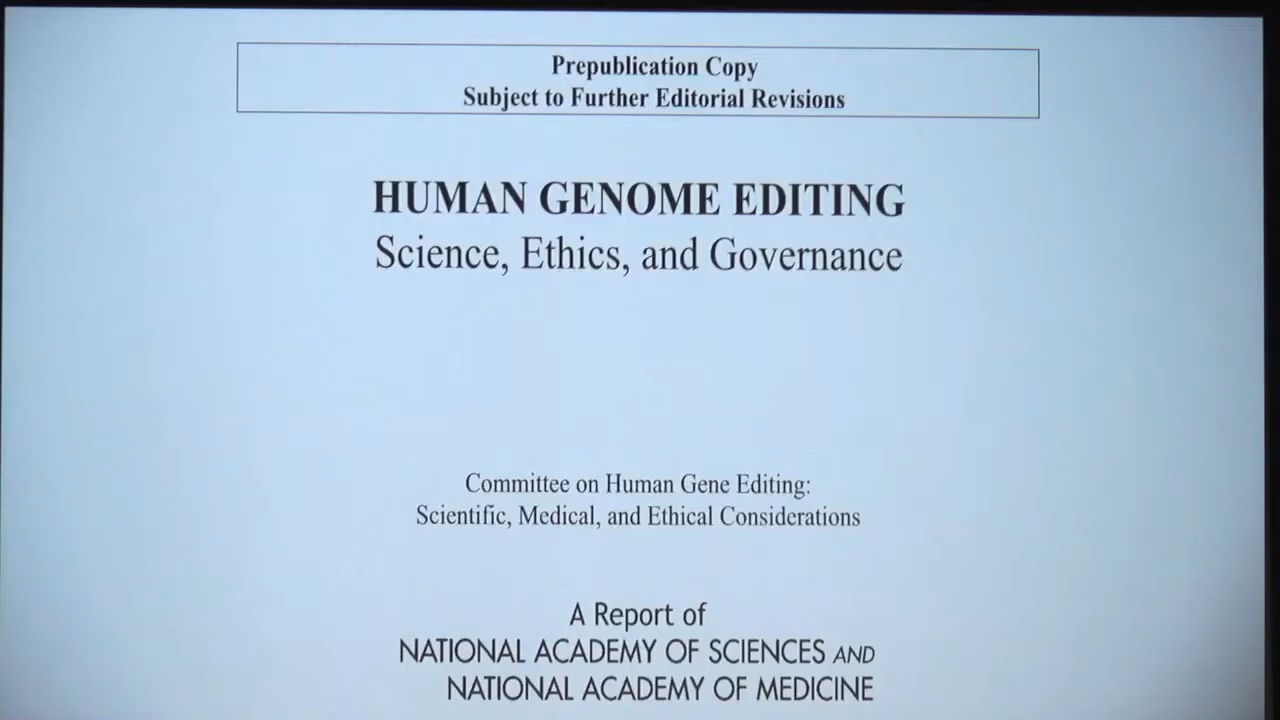 Prepublication Copy
Subject to Further Editorial Revisions
HUMAN GENOME EDITING
Science, Ethics, and Governance
Committee on Human Gene Editing:
Scientific, Medical, and Ethical Considerations
A Report of
NATIONAL ACADEMY OF SCIENCES AND
NATIONAL ACADEMY OF MEDICINE